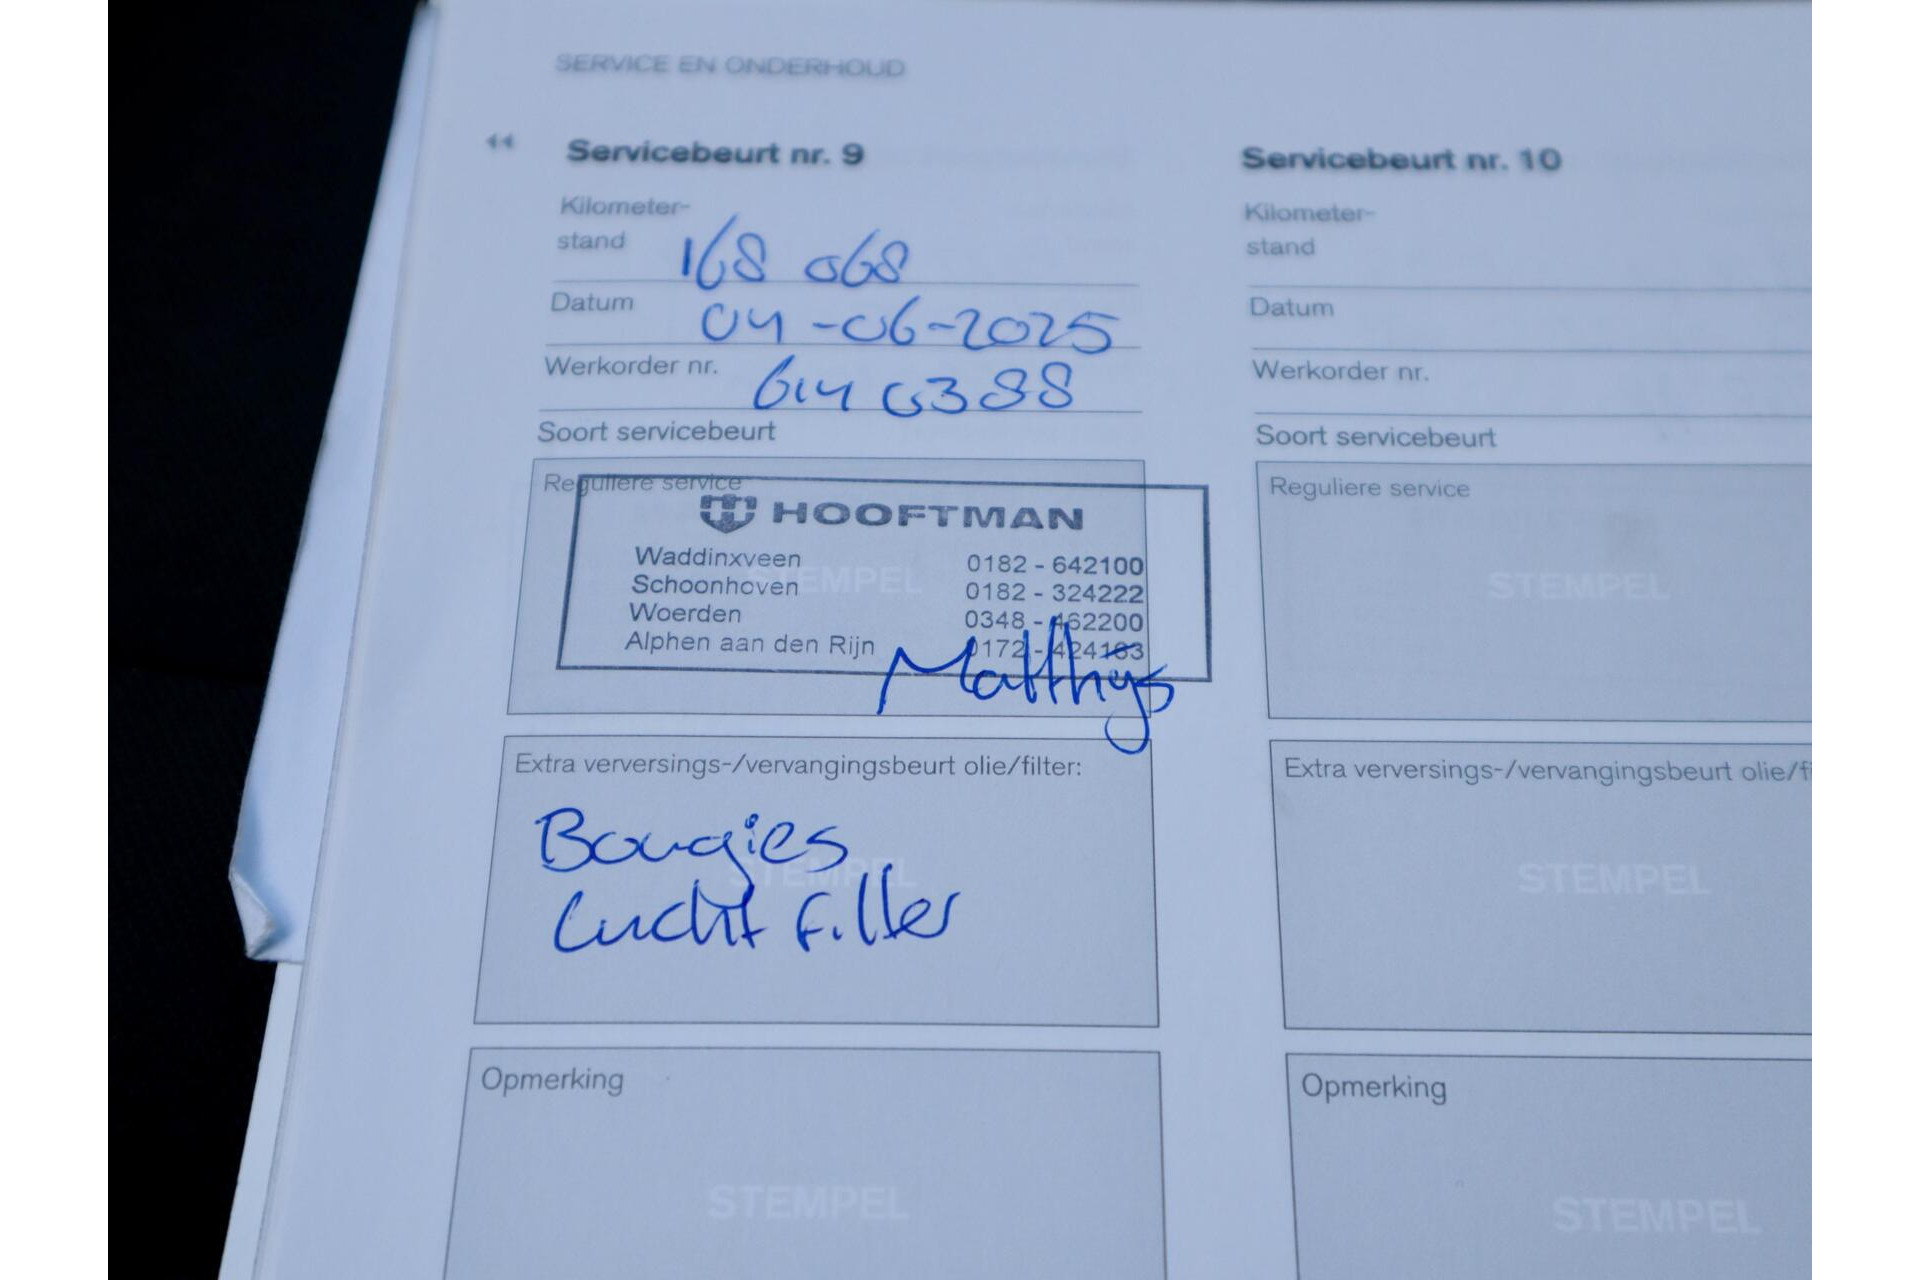 SERVICE EN ONDERHOUD
Servicebeurt nr. 9
Kilometer-
stand 168 068
Datum 04-06-2025
Werkorder nr. 6140388
Soort servicebeurt
Reguliere service
HOOFTMAN
Waddinxveen 0182 - 642100
Schoonhoven 0182 - 324222
Woerden 0348 - 462200
Alphen aan den Rijn 0172 - 424163
STEMPEL
Matthijs
Extra verversings-/vervangingsbeurt olie/filter:
Bougies
Lucht filter
STEMPEL
Opmerking
STEMPEL
Servicebeurt nr. 10
Kilometer-
stand
Datum
Werkorder nr.
Soort servicebeurt
Reguliere service
STEMPEL
Extra verversings-/vervangingsbeurt olie/fi
STEMPEL
Opmerking
STEMPEL